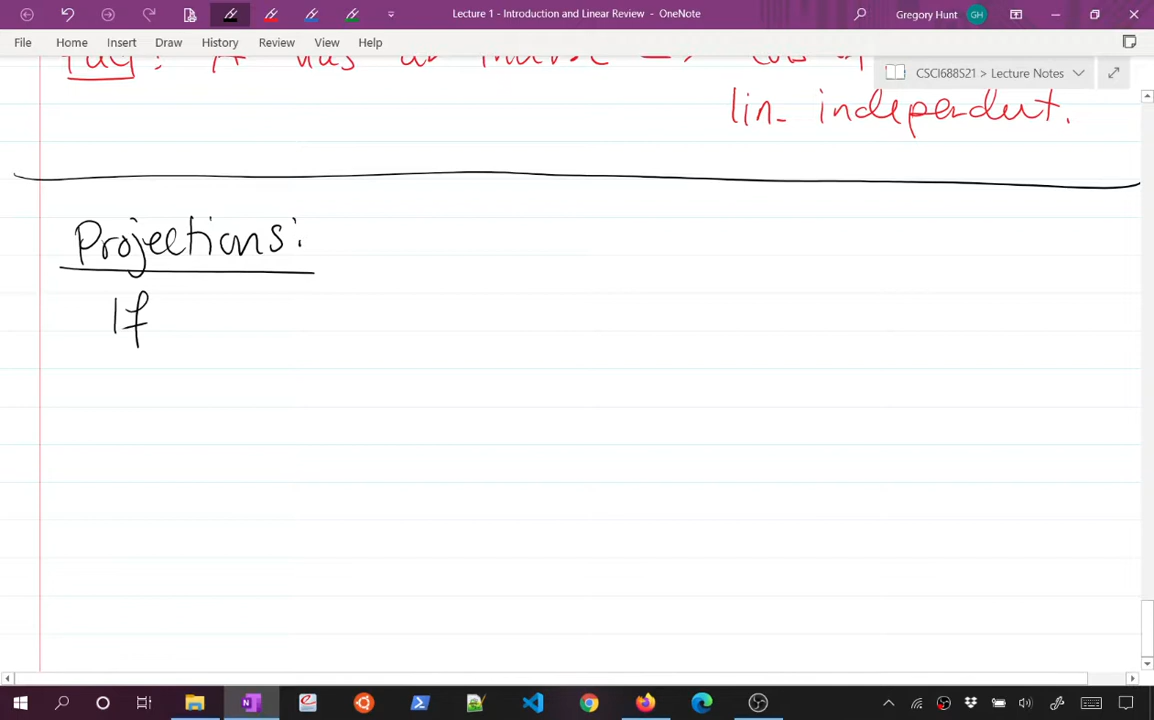 Lecture 1 - Introduction and Linear Review - OneNote
Gregory Hunt
GH
File Home Insert Draw History Review View Help
CSCI688S21 > Lecture Notes
lin. independent.
Projections:
If